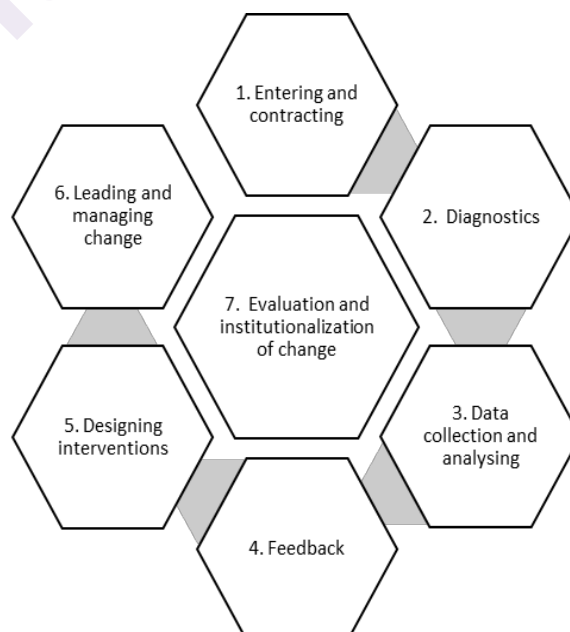 1. Entering and
contracting
2. Diagnostics
3. Data
collection and
analysing
4. Feedback
5. Designing
interventions
6. Leading and
managing
change
7. Evaluation and
institutionalization
of change